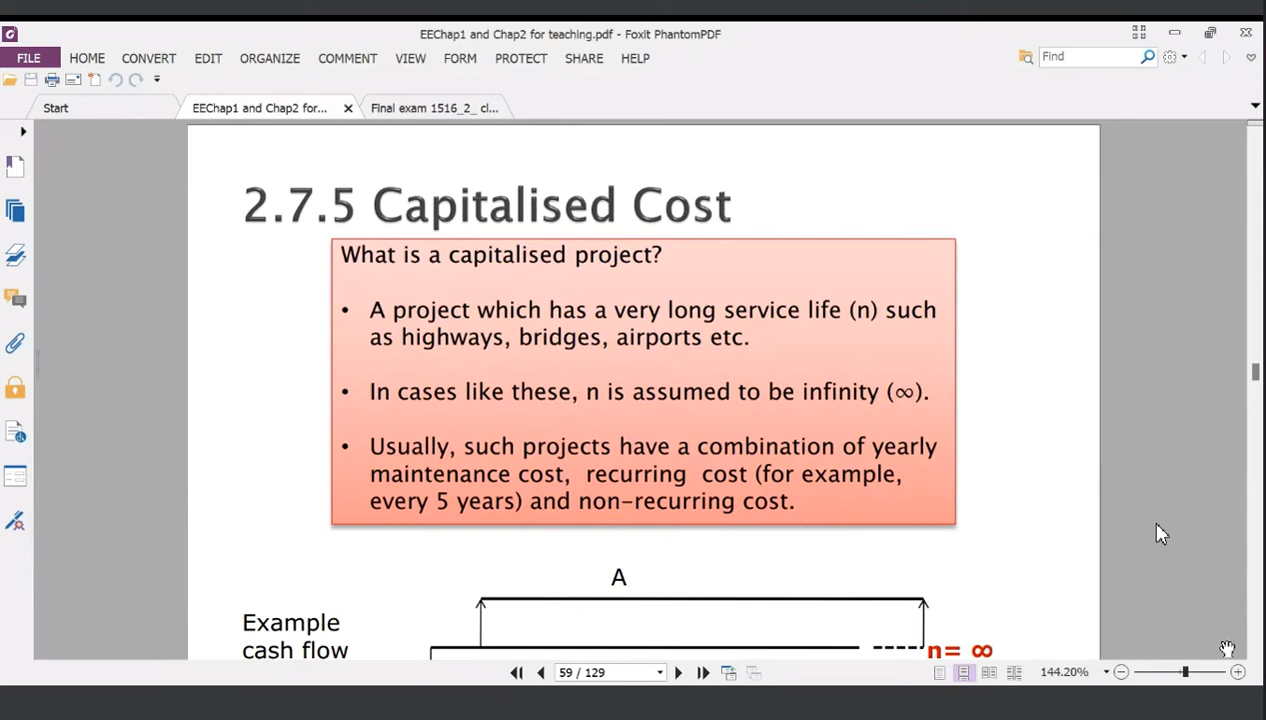 EEChap1 and Chap2 for teaching.pdf - Foxit PhantomPDF
FILE HOME CONVERT EDIT ORGANIZE COMMENT VIEW FORM PROTECT SHARE HELP
Find
Start
EEChap1 and Chap2 for...
Final exam 1516_2_ cl...
2.7.5 Capitalised Cost
What is a capitalised project?
• A project which has a very long service life (n) such
as highways, bridges, airports etc.
• In cases like these, n is assumed to be infinity (∞).
• Usually, such projects have a combination of yearly
maintenance cost, recurring cost (for example,
every 5 years) and non-recurring cost.
A
Example
cash flow
n= ∞
59 / 129
144.20%